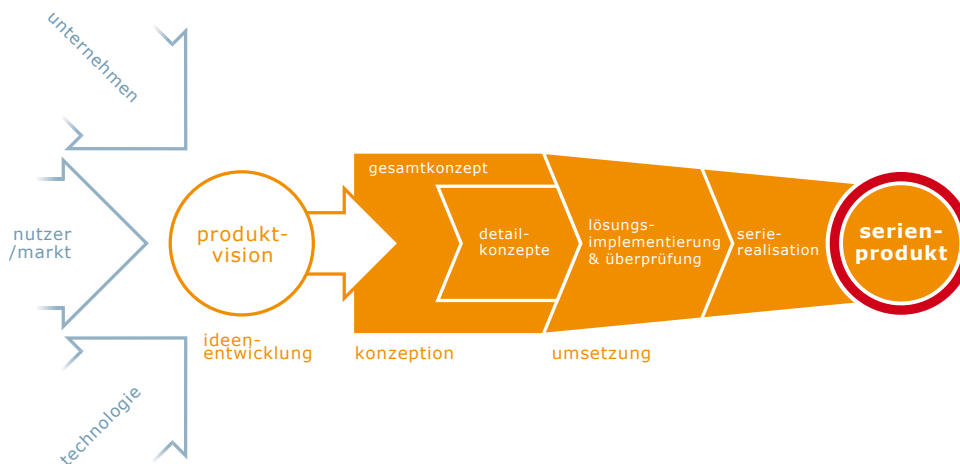 unternehmen
nutzer
/markt
technologie
produkt-
vision
ideen-
entwicklung
gesamtkonzept
detail-
konzepte
konzeption
lösungs-
implementierung
& überprüfung
umsetzung
serie-
realisation
serien-
produkt